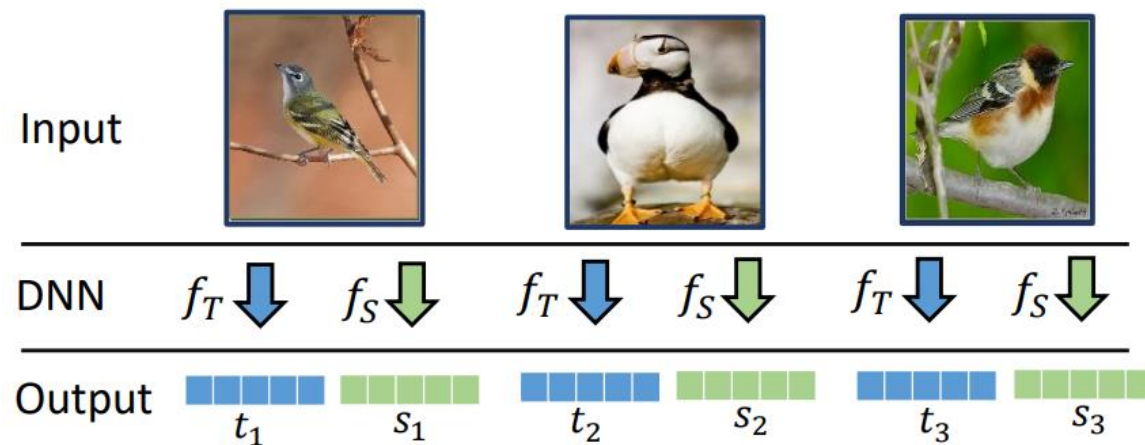 Input
DNN
f_T f_S f_T f_S f_T f_S
Output
t_1 s_1 t_2 s_2 t_3 s_3